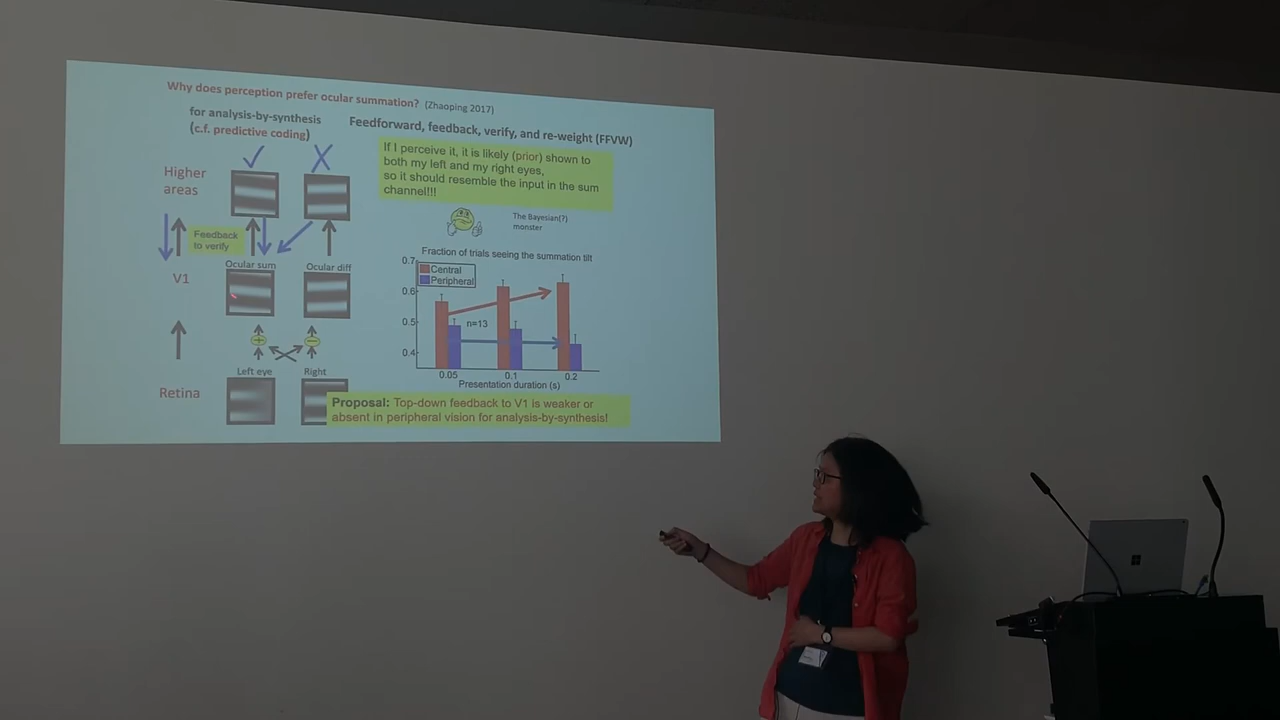 Why does perception prefer ocular summation? (Zhaoping 2017)
for analysis-by-synthesis
(c.f. predictive coding)
Feedforward, feedback, verify, and re-weight (FFVW)
If I perceive it, it is likely (prior) shown to
both my left and my right eyes,
so it should resemble the input in the sum
channel!!!
Higher
areas
The Bayesian(?)
monster
Feedback
to verify
Ocular sum
Ocular diff
V1
Fraction of trials seeing the summation tilt
0.7
0.6
0.5
0.4
Central
Peripheral
n=13
0.05
0.1
0.2
Presentation duration (s)
+
−
Left eye
Right
Retina
Proposal: Top-down feedback to V1 is weaker or
absent in peripheral vision for analysis-by-synthesis!